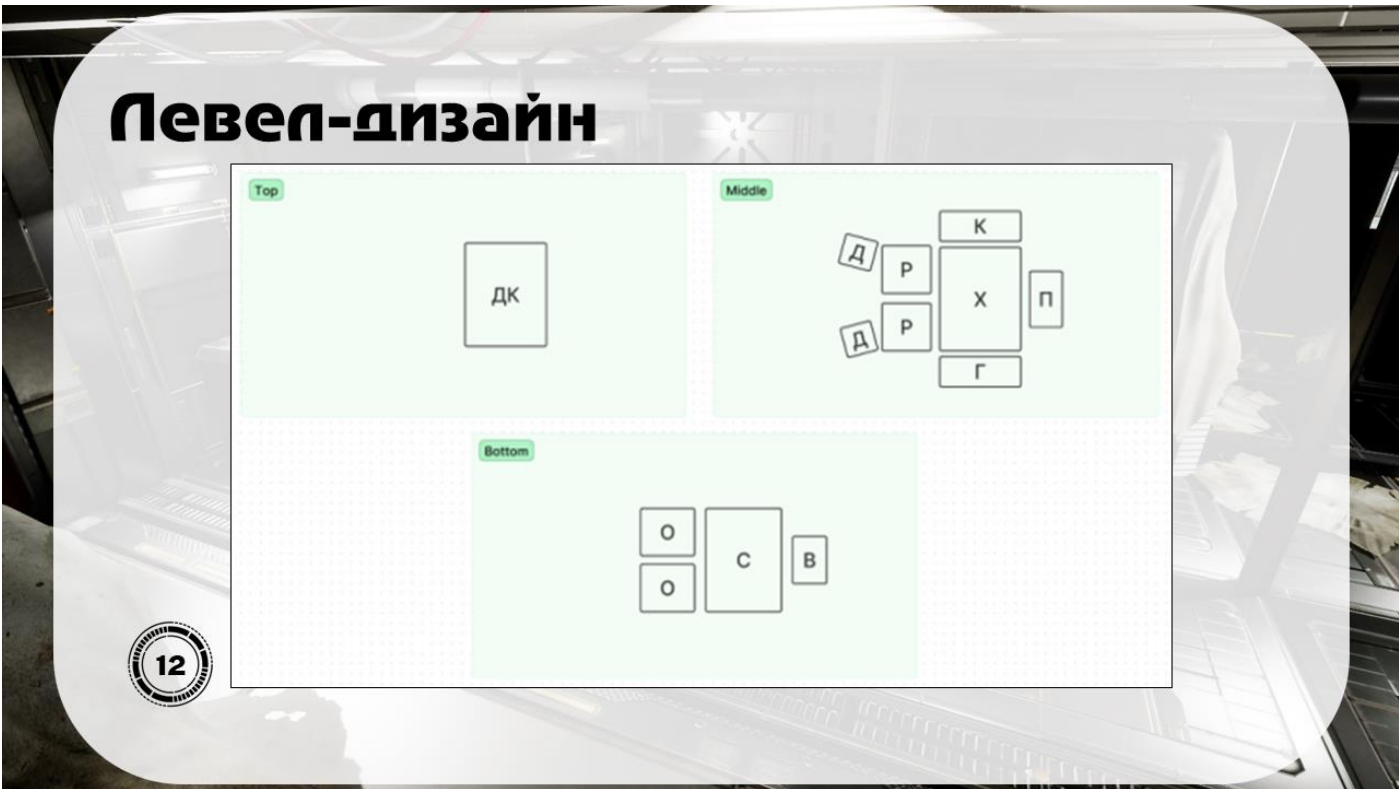 Левел-дизайн
Top
ДК
Middle
К
Д
Р
Х
П
Д
Р
Г
Bottom
О
С
В
О
12